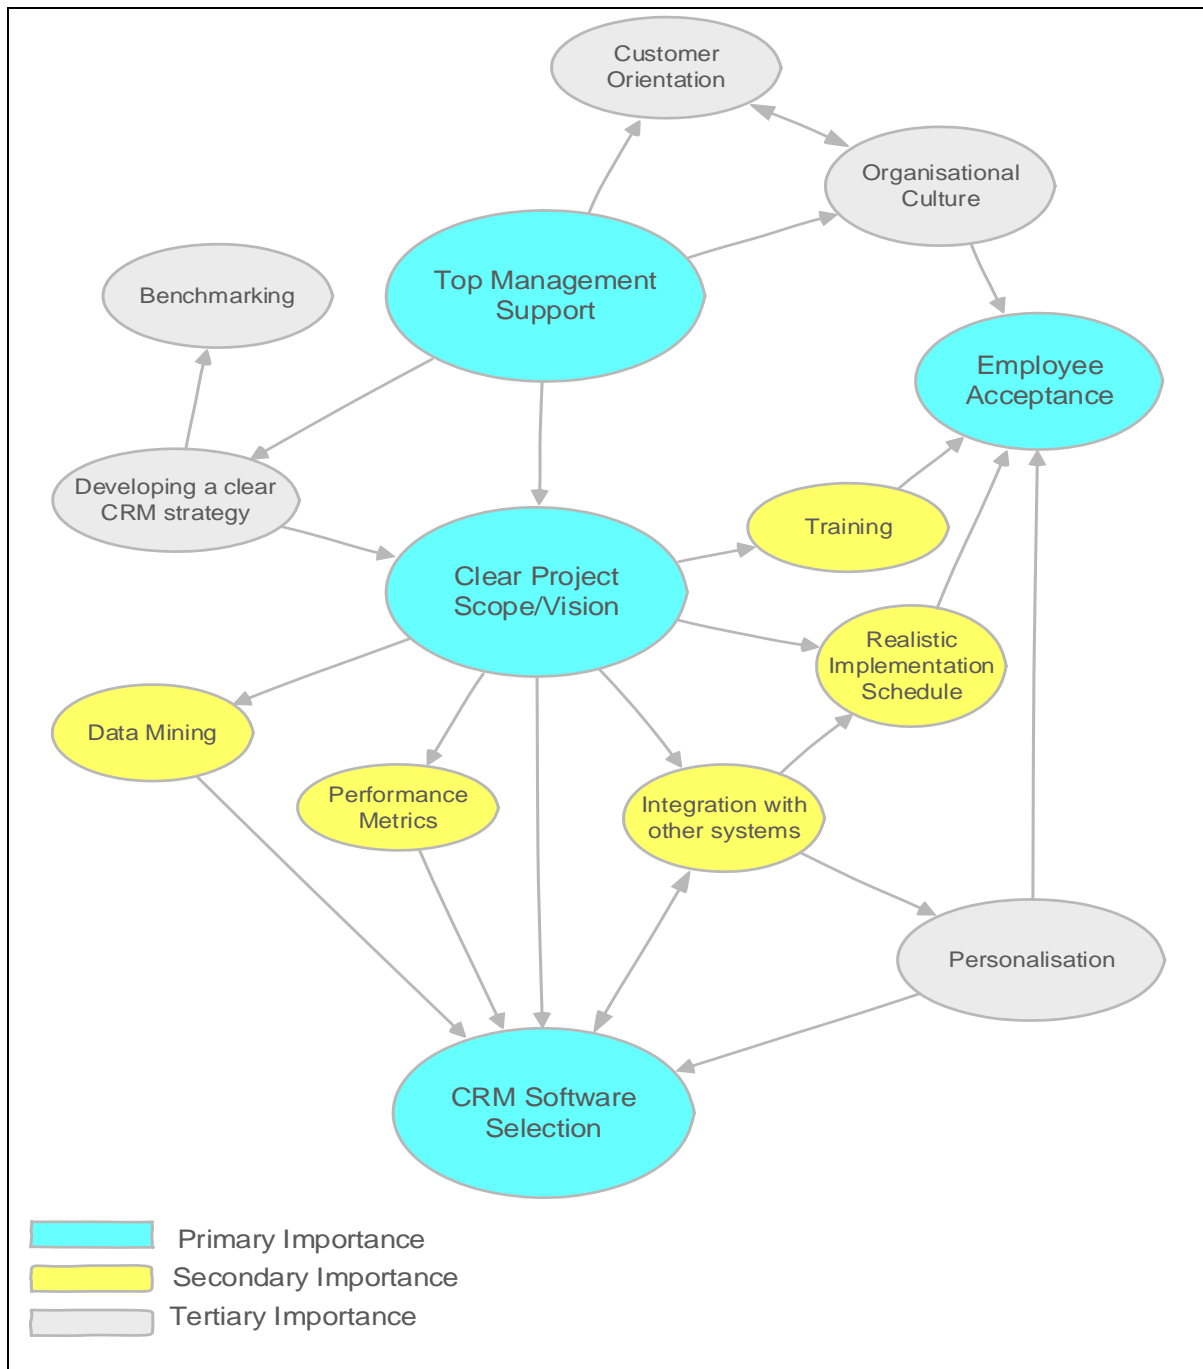 Customer
Orientation
Organisational
Culture
Top Management
Support
Benchmarking
Employee
Acceptance
Developing a clear
CRM strategy
Training
Clear Project
Scope/Vision
Realistic
Implementation
Schedule
Data Mining
Performance
Metrics
Integration with
other systems
Personalisation
CRM Software
Selection
Primary Importance
Secondary Importance
Tertiary Importance